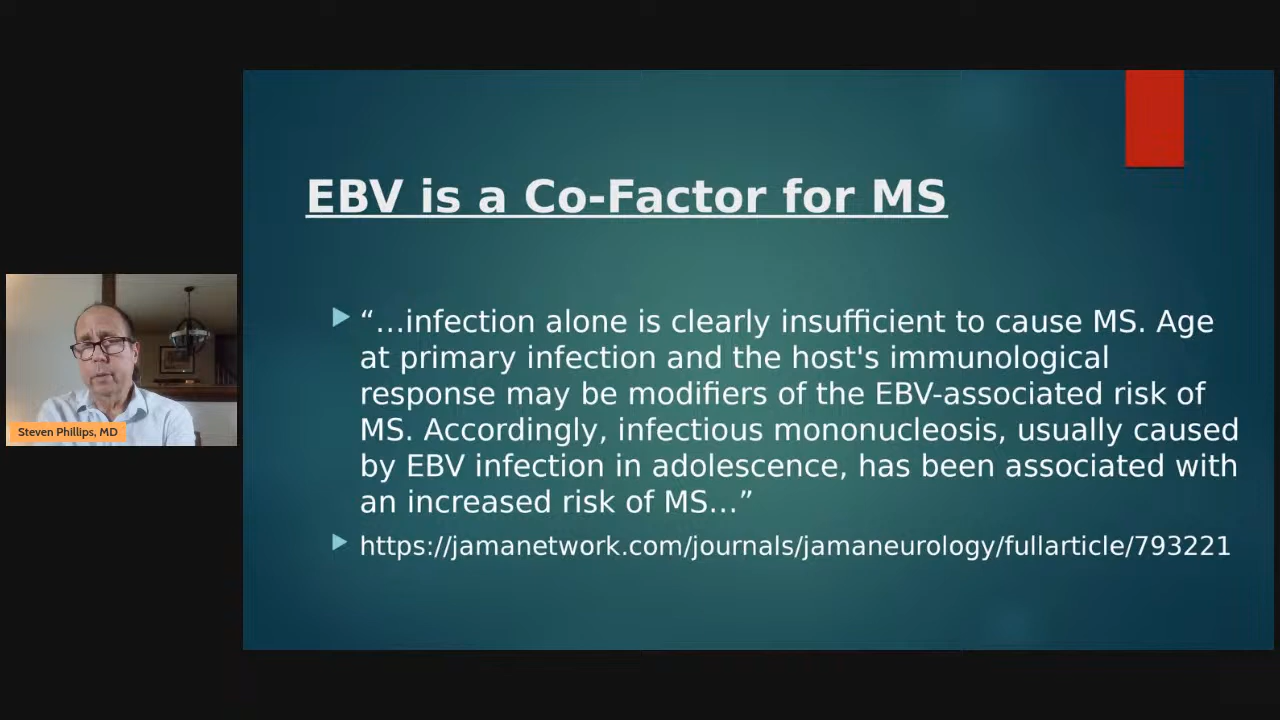 EBV is a Co-Factor for MS
“…infection alone is clearly insufficient to cause MS. Age
at primary infection and the host's immunological
response may be modifiers of the EBV-associated risk of
MS. Accordingly, infectious mononucleosis, usually caused
by EBV infection in adolescence, has been associated with
an increased risk of MS…”
https://jamanetwork.com/journals/jamaneurology/fullarticle/793221
Steven Phillips, MD